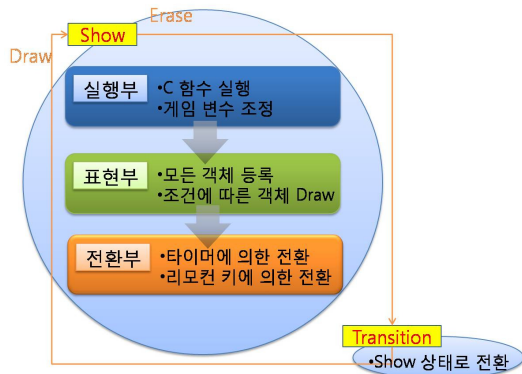 Erase
Show
Draw
실행부
•C 함수 실행
•게임 변수 조정
표현부
•모든 객체 등록
•조건에 따른 객체 Draw
전환부
•타이머에 의한 전환
•리모컨 키에 의한 전환
Transition
•Show 상태로 전환